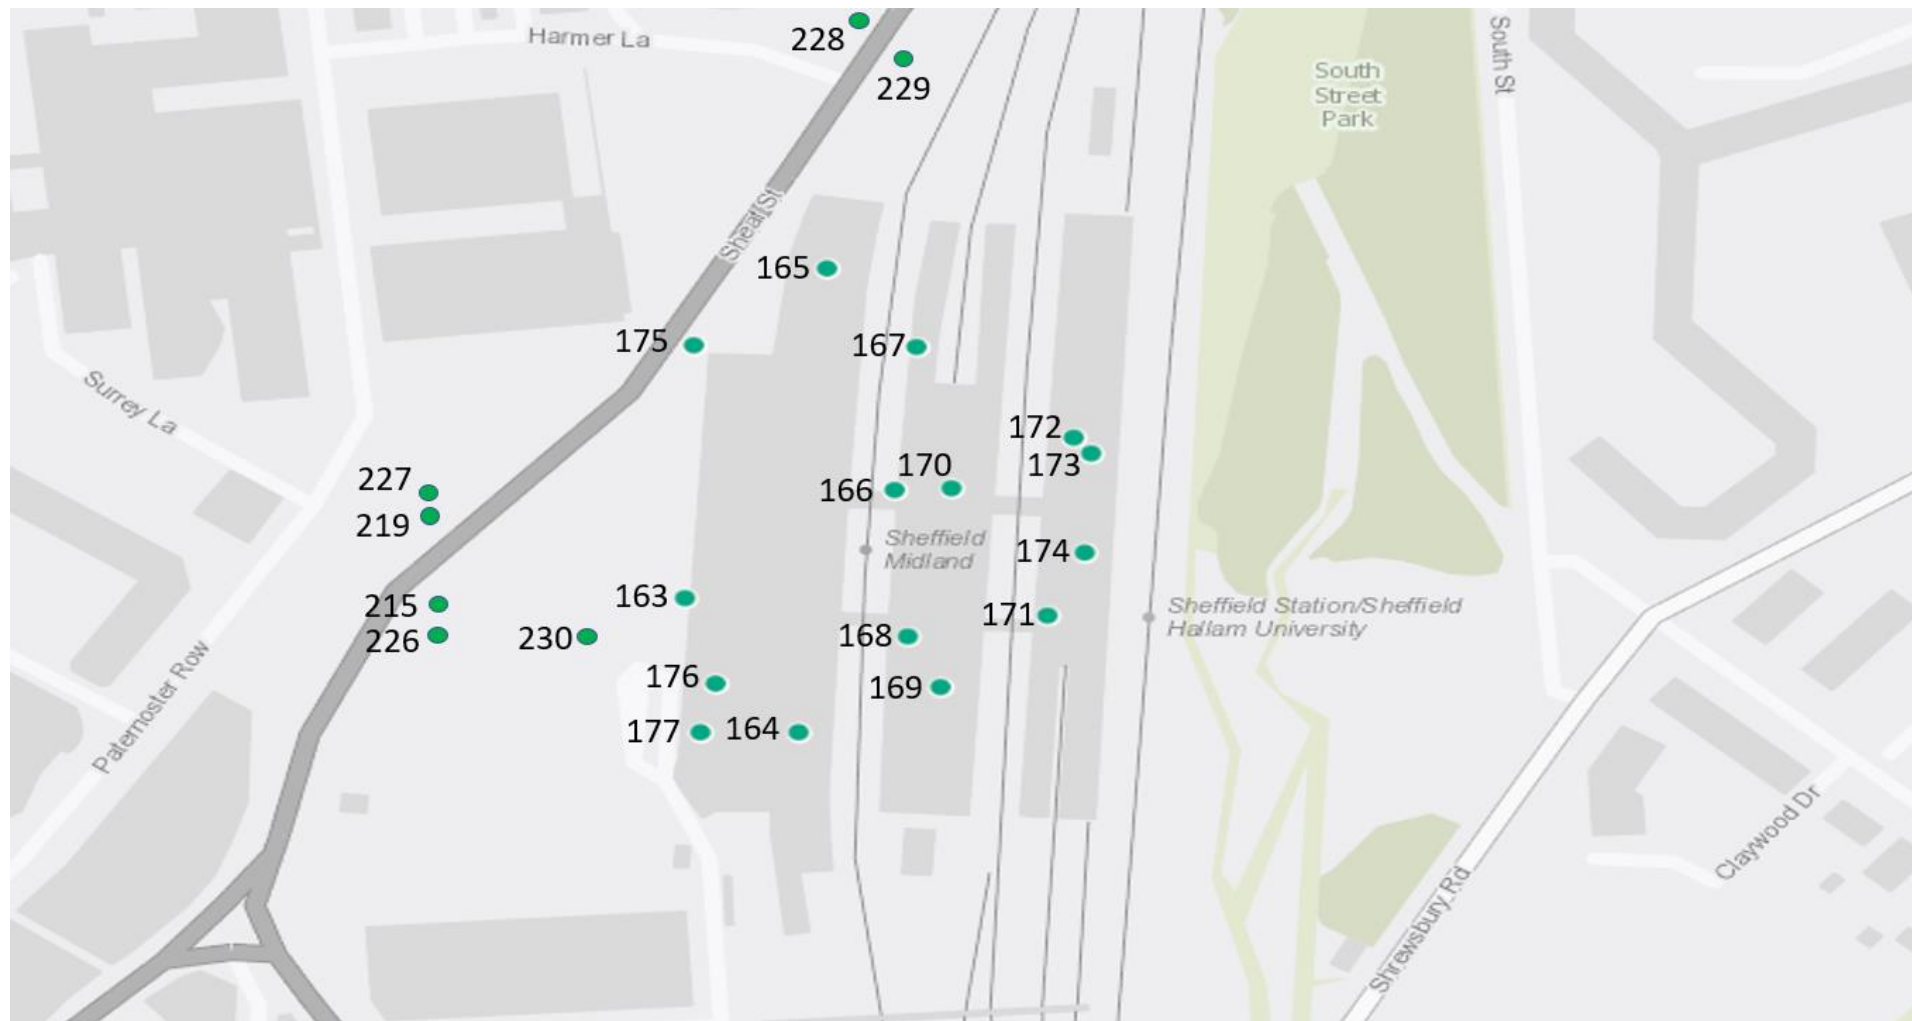 Harmer La
228
229
South St
South
Street
Park
Sheaf St
165
175
167
Surrey La
172
173
170
166
227
219
Sheffield
Midland
174
163
215
226
230
171
Sheffield Station/Sheffield
Hallam University
168
176
169
177
164
Paternoster Row
Claywood Dr
Shrewsbury Rd